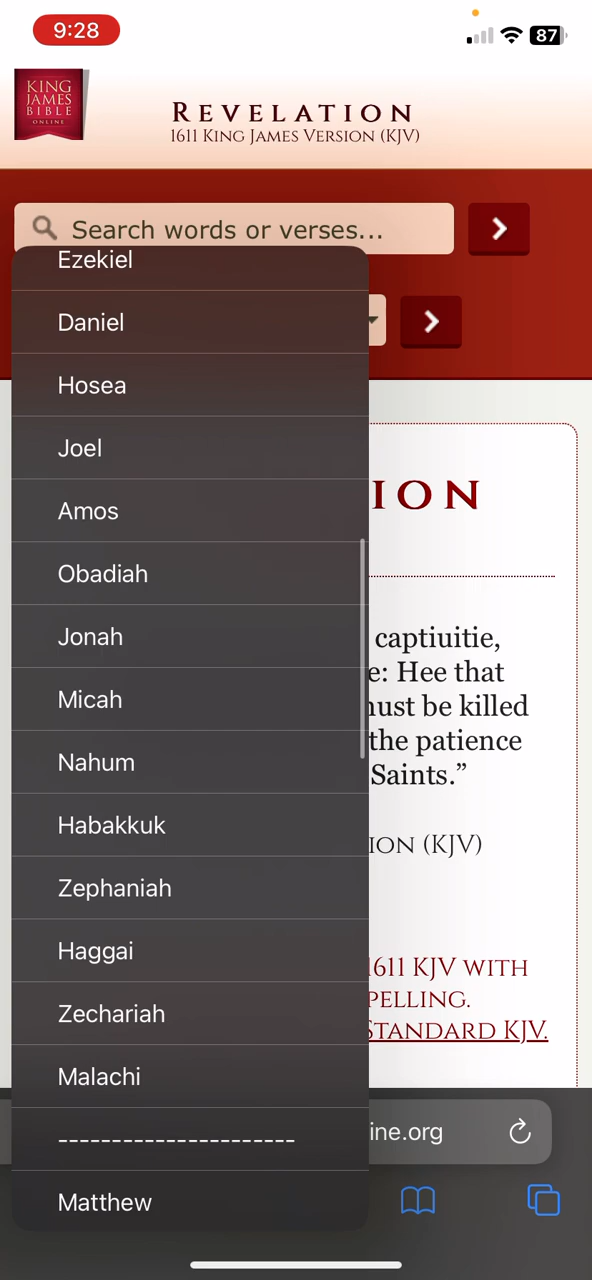 9:28
87
KING
JAMES
BIBLE
ONLINE
REVELATION
1611 KING JAMES VERSION (KJV)
Search words or verses...
Ezekiel
Daniel
Hosea
Joel
Amos
Obadiah
Jonah
Micah
Nahum
Habakkuk
Zephaniah
Haggai
Zechariah
Malachi
----------------------
Matthew
ION
captiuitie,
e: Hee that
must be killed
the patience
Saints.”
ION (KJV)
1611 KJV WITH
PELLING.
STANDARD KJV.
ine.org